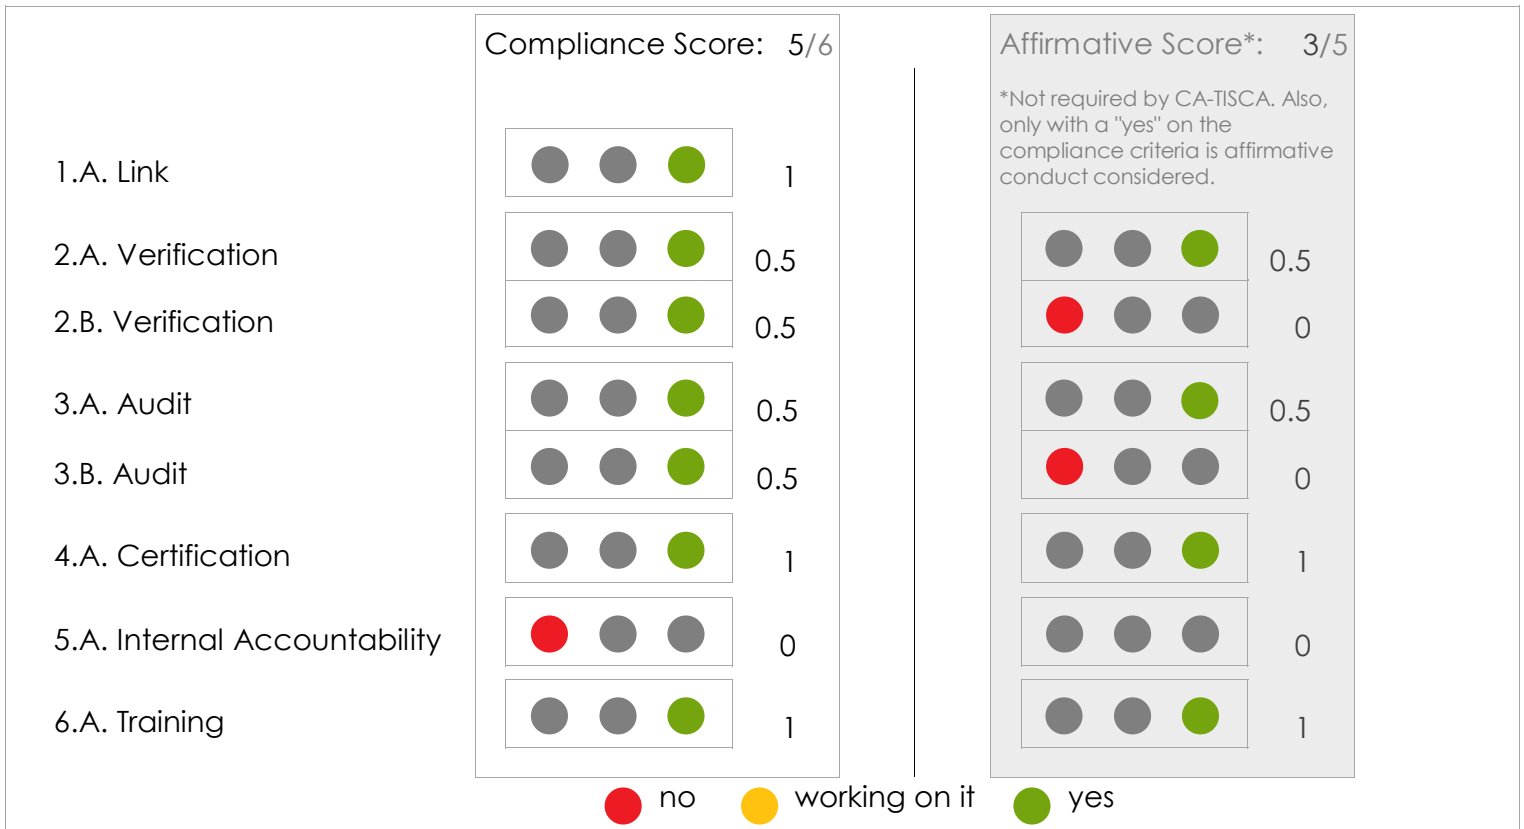 Compliance Score: 5/6
Affirmative Score*: 3/5
*Not required by CA-TISCA. Also,
only with a "yes" on the
compliance criteria is affirmative
conduct considered.
1.A. Link 1
2.A. Verification 0.5 0.5
2.B. Verification 0.5 0
3.A. Audit 0.5 0.5
3.B. Audit 0.5 0
4.A. Certification 1 1
5.A. Internal Accountability 0 0
6.A. Training 1 1
no working on it yes